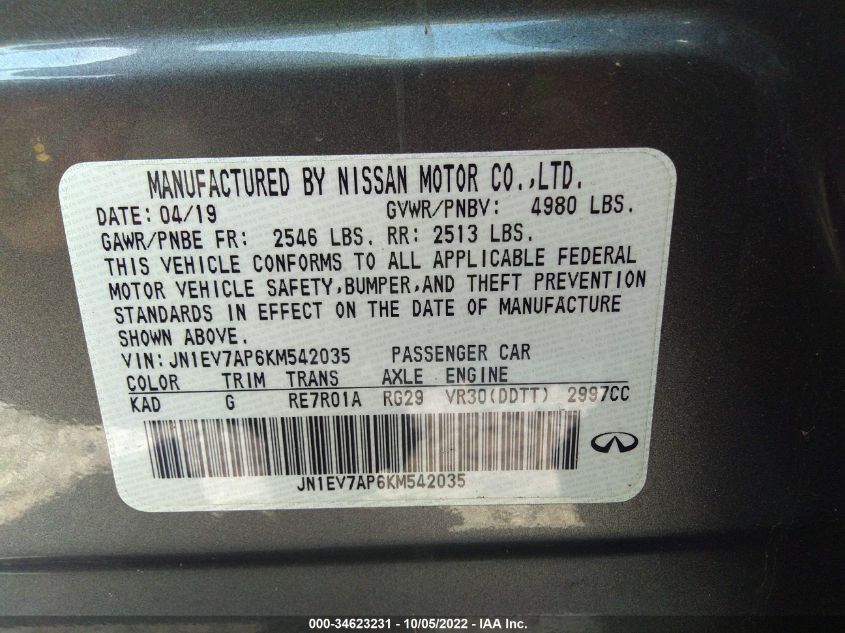 MANUFACTURED BY NISSAN MOTOR CO.,LTD.
DATE: 04/19 GVWR/PNBV: 4980 LBS.
GAWR/PNBE FR: 2546 LBS. RR: 2513 LBS.
THIS VEHICLE CONFORMS TO ALL APPLICABLE FEDERAL
MOTOR VEHICLE SAFETY,BUMPER,AND THEFT PREVENTION
STANDARDS IN EFFECT ON THE DATE OF MANUFACTURE
SHOWN ABOVE.
VIN:JN1EV7AP6KM542035 PASSENGER CAR
COLOR TRIM TRANS AXLE ENGINE
KAD G RE7R01A RG29 VR30(DDTT) 2997CC
JN1EV7AP6KM542035
000-34623231 - 10/05/2022 - IAA Inc.